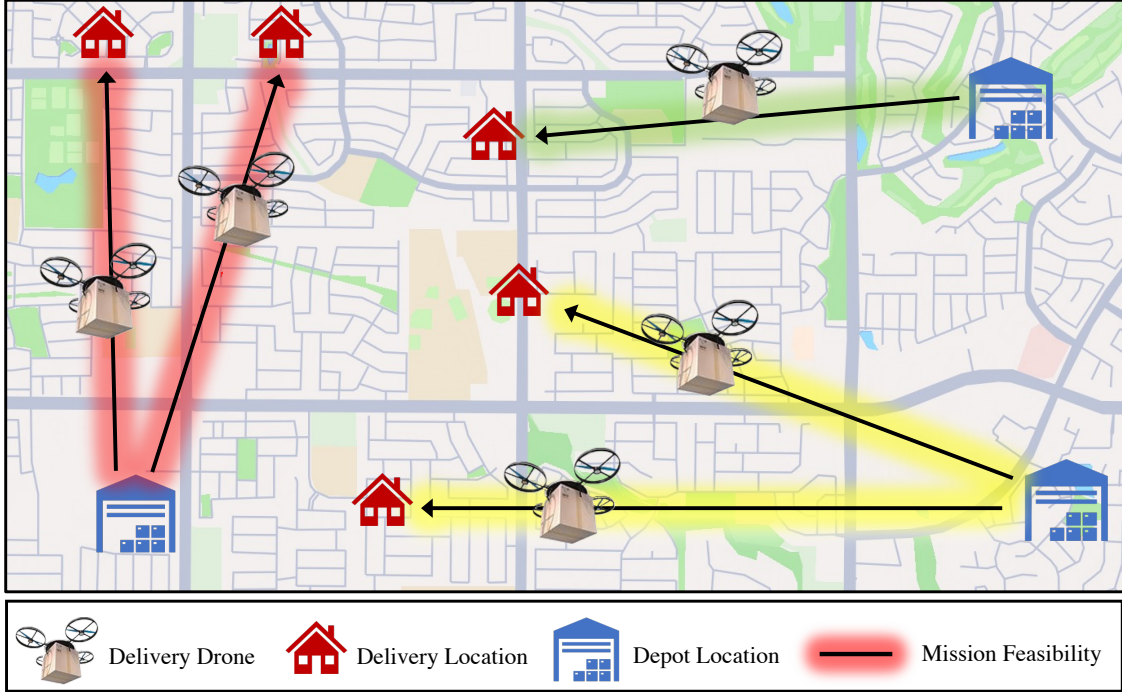 Delivery Drone
Delivery Location
Depot Location
Mission Feasibility